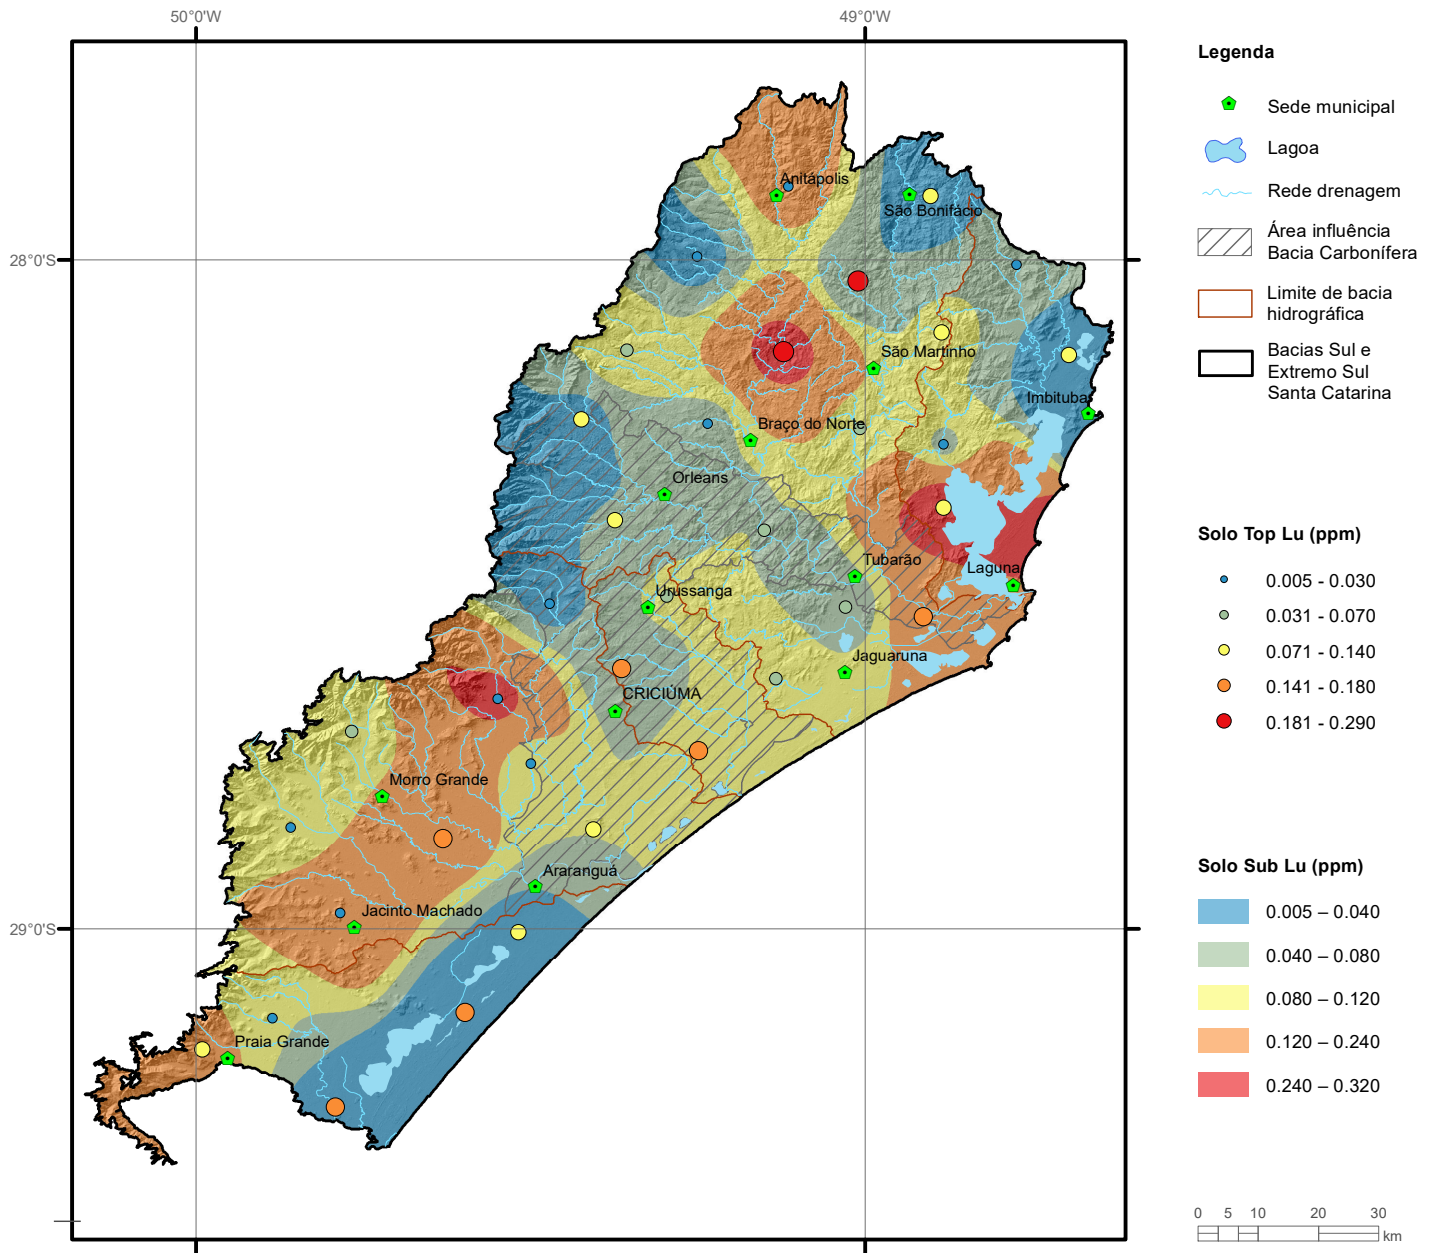 50°0'W
49°0'W
28°0'S
29°0'S
Anitápolis
São Bonifácio
São Martinho
Imbituba
Braço do Norte
Orleans
Tubarão
Laguna
Urussanga
Jaguaruna
CRICIÚMA
Morro Grande
Araranguá
Jacinto Machado
Praia Grande
Legenda
Sede municipal
Lagoa
Rede drenagem
Área influência
Bacia Carbonífera
Limite de bacia
hidrográfica
Bacias Sul e
Extremo Sul
Santa Catarina
Solo Top Lu (ppm)
0.005 - 0.030
0.031 - 0.070
0.071 - 0.140
0.141 - 0.180
0.181 - 0.290
Solo Sub Lu (ppm)
0.005 – 0.040
0.040 – 0.080
0.080 – 0.120
0.120 – 0.240
0.240 – 0.320
0 5 10 20 30
km